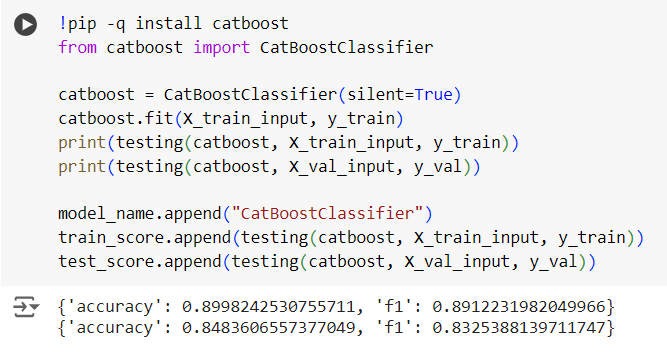 !pip -q install catboost
from catboost import CatBoostClassifier
catboost = CatBoostClassifier(silent=True)
catboost.fit(X_train_input, y_train)
print(testing(catboost, X_train_input, y_train))
print(testing(catboost, X_val_input, y_val))
model_name.append("CatBoostClassifier")
train_score.append(testing(catboost, X_train_input, y_train))
test_score.append(testing(catboost, X_val_input, y_val))
{'accuracy': 0.8998242530755711, 'f1': 0.8912231982049966}
{'accuracy': 0.8483606557377049, 'f1': 0.8325388139711747}